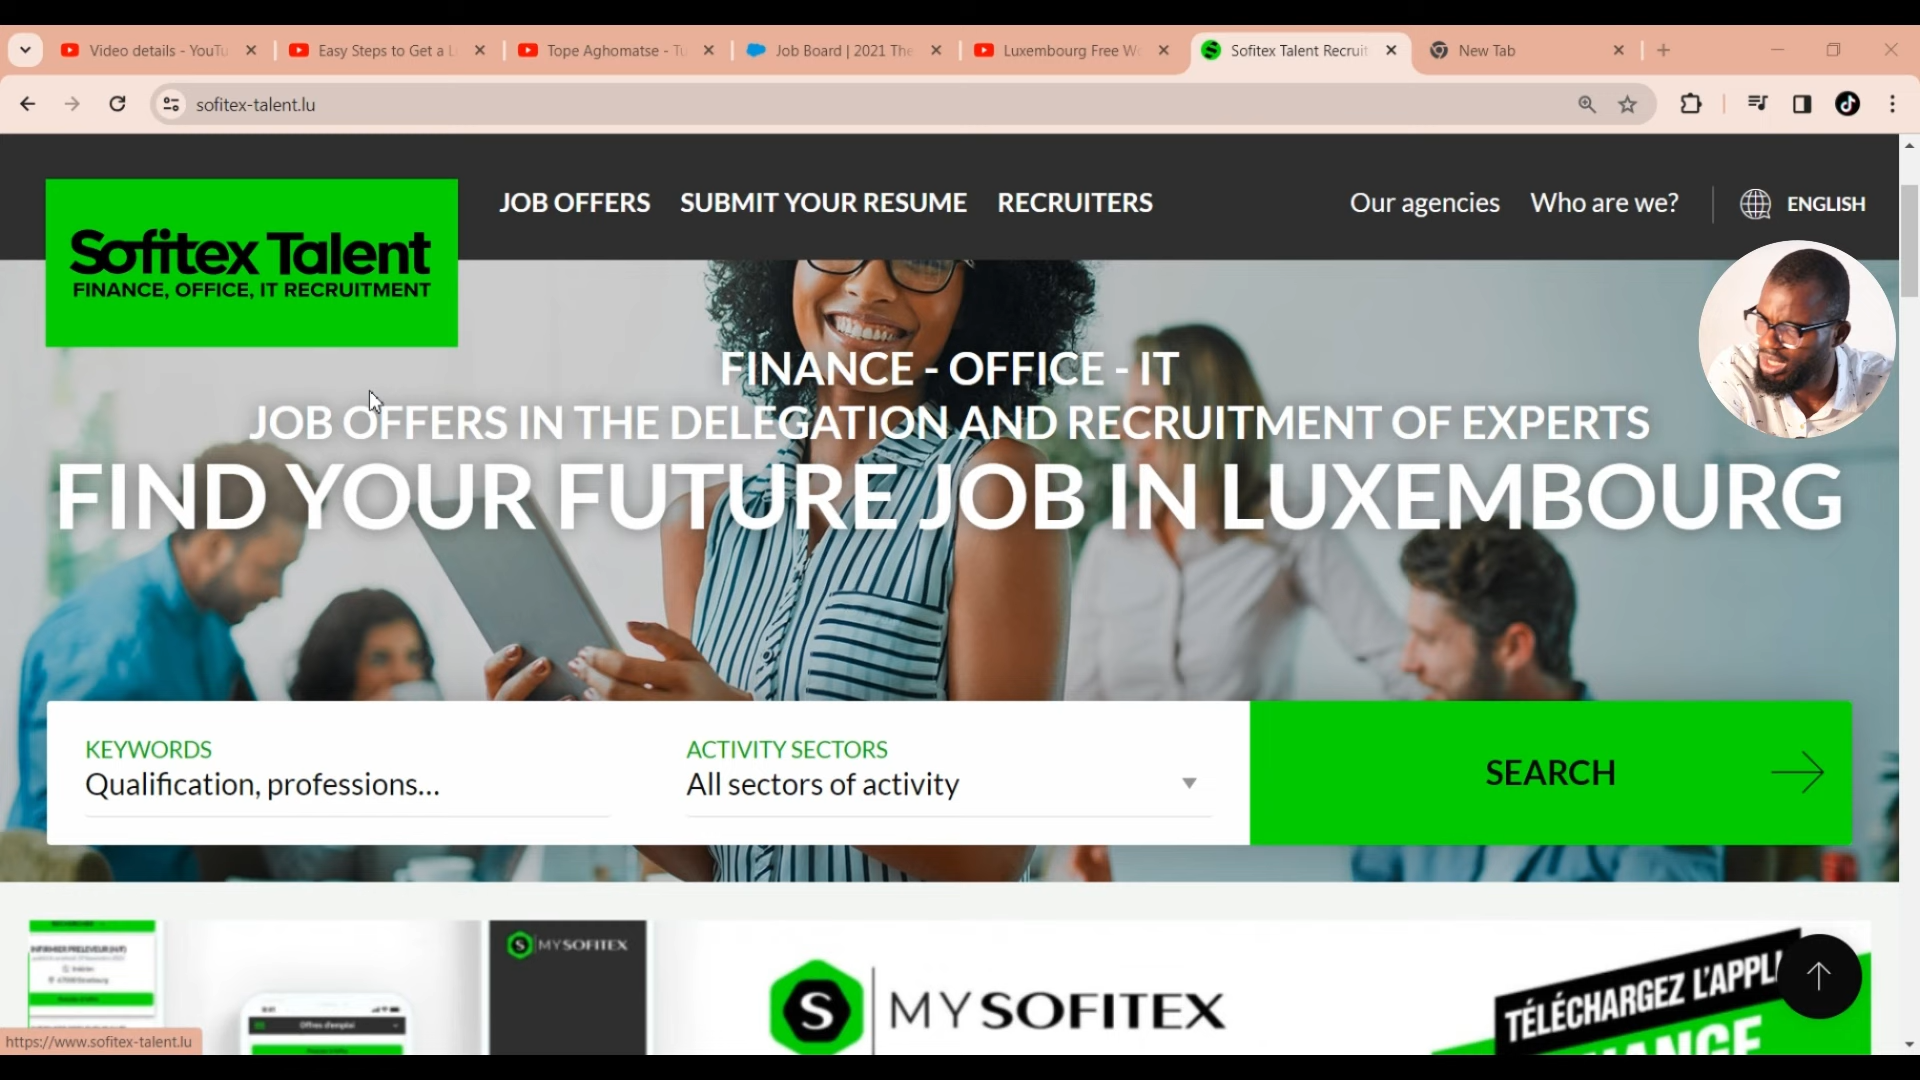 Video details - YouTu
Easy Steps to Get a L
Tope Aghomatse - Tu
Job Board | 2021 The
Luxembourg Free Wo
Sofitex Talent Recruit
New Tab
sofitex-talent.lu
JOB OFFERS
SUBMIT YOUR RESUME
RECRUITERS
Our agencies
Who are we?
ENGLISH
Sofitex Talent
FINANCE, OFFICE, IT RECRUITMENT
FINANCE - OFFICE - IT
JOB OFFERS IN THE DELEGATION AND RECRUITMENT OF EXPERTS
FIND YOUR FUTURE JOB IN LUXEMBOURG
KEYWORDS
Qualification, professions...
ACTIVITY SECTORS
All sectors of activity
SEARCH
S MYSOFITEX
S MYSOFITEX
TÉLÉCHARGEZ L'APPLI
Offres d'emploi
https://www.sofitex-talent.lu